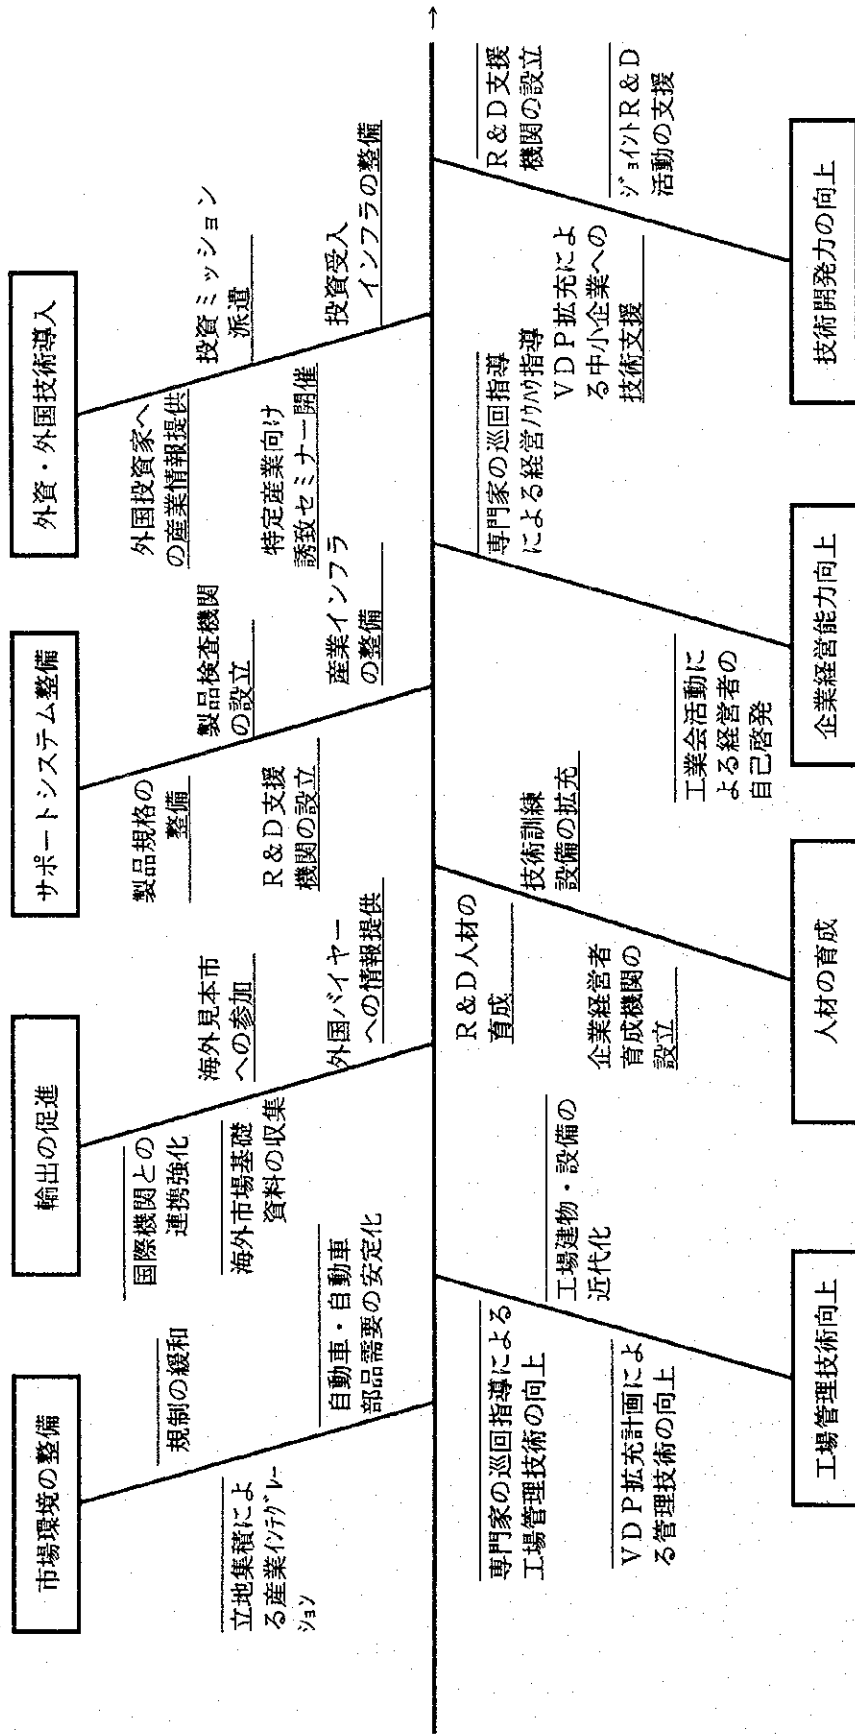 市場環境の整備
規制の緩和
立地集積によ
る産業インテグレー
ション
自動車・自動車
部品需要の安定化
輸出の促進
国際機関との
連携強化
海外見本市
への参加
海外市場基礎
資料の収集
外国バイヤー
への情報提供
サポートシステム整備
製品規格の
整備
製品検査機関
の設立
R&D支援
機関の設立
産業インフラ
の整備
外資・外国技術導入
外国投資家へ
の産業情報提供
投資ミッション
派遣
特定産業向け
誘致セミナー開催
投資受入
インフラの整備
→
専門家の巡回指導による
工場管理技術の向上
工場建物・設備の
近代化
VDP拡充計画によ
る管理技術の向上
工場管理技術向上
R&D人材の
育成
技術訓練
設備の拡充
企業経営者
育成機関の
設立
人材の育成
専門家の巡回指導
による経営ノウハウ指導
工業会活動に
よる経営者の
自己啓発
企業経営能力向上
R&D支援
機関の設立
VDP拡充によ
る中小企業への
技術支援
ジョイントR&D
活動の支援
技術開発力の向上